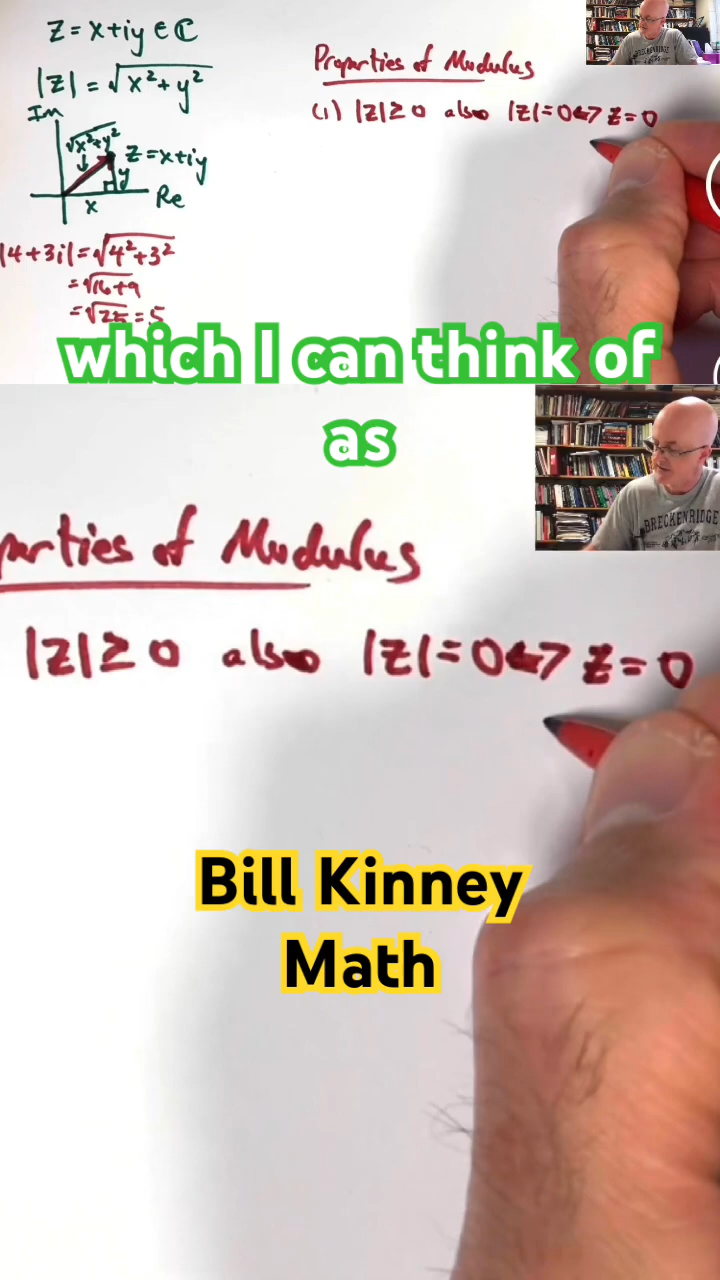 z = x+iy ∈ ℂ
|z| = √x²+y²
Im
√x²+y²
z = x+iy
y
x
Re
|4+3i| = √4²+3²
= √16+9
= √25 = 5
Properties of Modulus
(1) |z| ≥ 0 also |z| = 0 ↔ z = 0
which I can think of
as
BRECKENRIDGE
perties of Modulus
|z| ≥ 0 also |z| = 0 ↔ z = 0
BRECKENRIDGE
Bill Kinney
Math